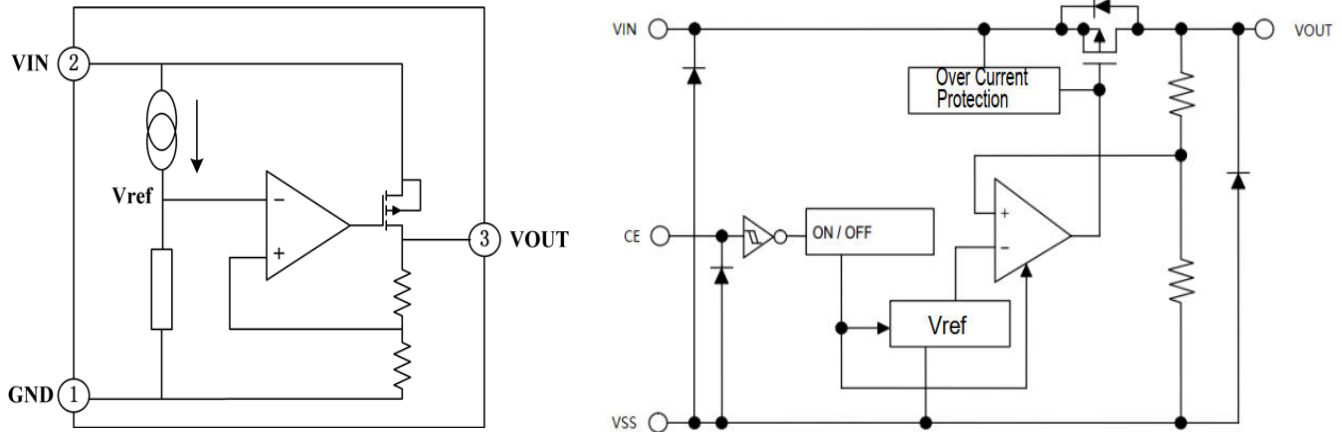 VIN 2
Vref
−
+
3 VOUT
GND 1
VIN
VOUT
Over Current
Protection
CE
ON / OFF
+
−
Vref
VSS